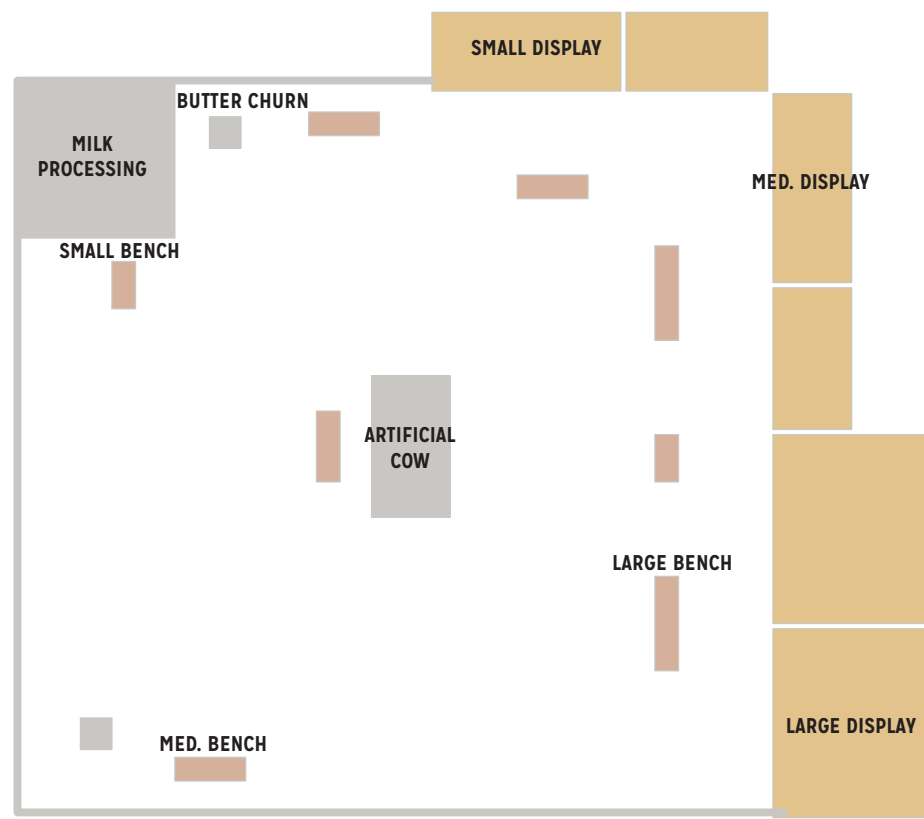 SMALL DISPLAY
BUTTER CHURN
MILK
PROCESSING
MED. DISPLAY
SMALL BENCH
ARTIFICIAL
COW
LARGE BENCH
LARGE DISPLAY
MED. BENCH